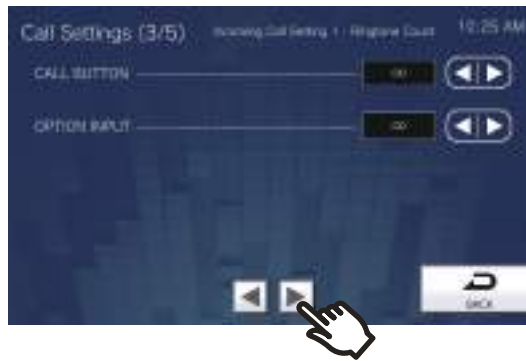 Call Settings (3/5)
Incoming Call Setting 1 - Ringtone Count
10:25 AM
CALL BUTTON
∞
OPTION INPUT
∞
BACK